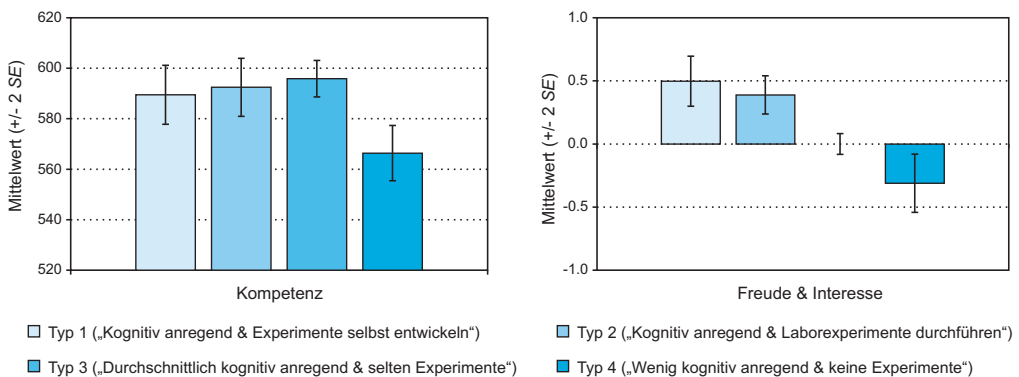 Mittelwert (+/- 2 SE)
620
600
580
560
540
520
Kompetenz
Mittelwert (+/- 2 SE)
1.0
0.5
0.0
-0.5
-1.0
Freude & Interesse
Typ 1 („Kognitiv anregend & Experimente selbst entwickeln“)
Typ 2 („Kognitiv anregend & Laborexperimente durchführen“)
Typ 3 („Durchschnittlich kognitiv anregend & selten Experimente“)
Typ 4 („Wenig kognitiv anregend & keine Experimente“)